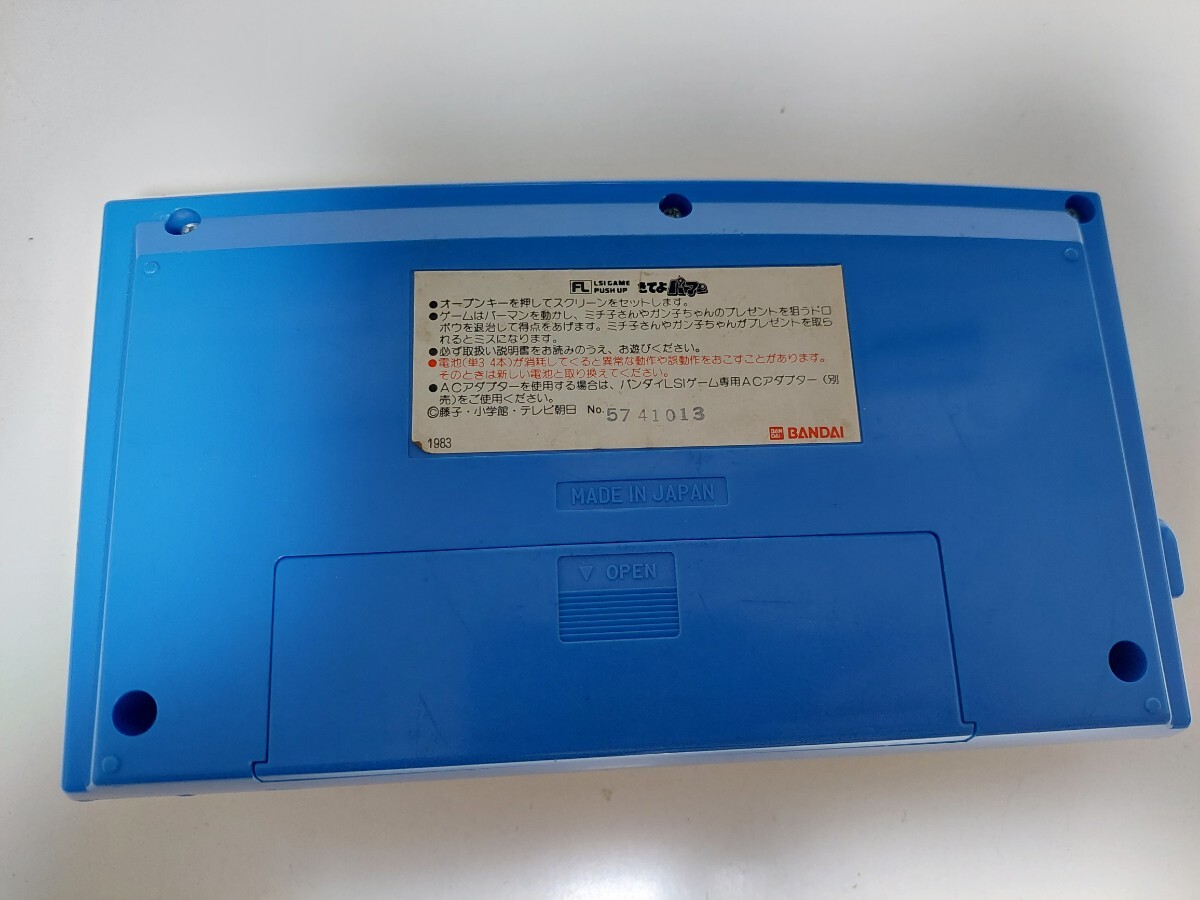 FL LSI GAME PUSH UP きてよパーマン
●オープンキーを押してスクリーンをセットします。
●ゲームはパーマンを動かし、ミチ子さんやガン子ちゃんのプレゼントを狙うドロ
ボウを退治して得点をあげます。ミチ子さんやガン子ちゃんがプレゼントを取ら
れるとミスになります。
●必ず取扱い説明書をお読みのうえ、お遊びください。
●電池(単3 4本)が消耗してくると異常な動作や誤動作をおこすことがあります。
そのときは新しい電池と取り換えてください。
●ACアダプターを使用する場合は、バンダイLSIゲーム専用ACアダプター(別
売)をご使用ください。
©藤子・小学館・テレビ朝日 No. 5741013
1983 BAN DAI BANDAI
MADE IN JAPAN
▽ OPEN